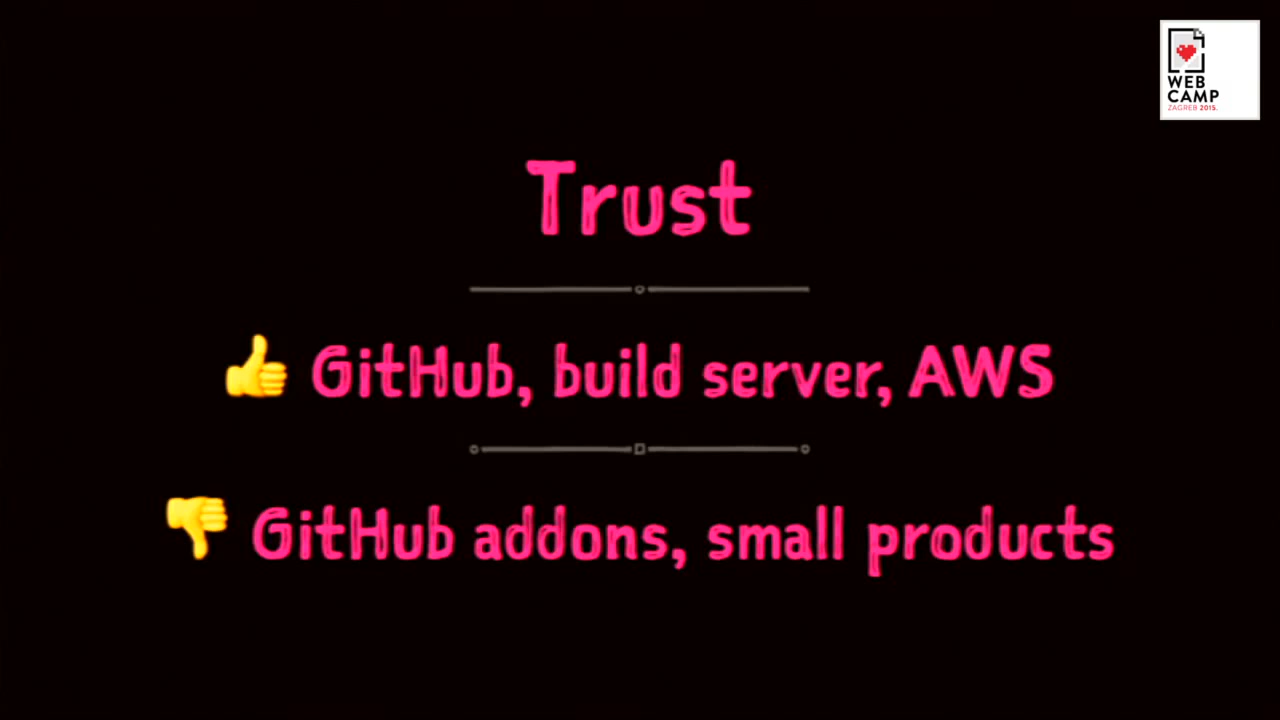 WEB
CAMP
ZAGREB 2015.
Trust
👍 GitHub, build server, AWS
👎 GitHub addons, small products